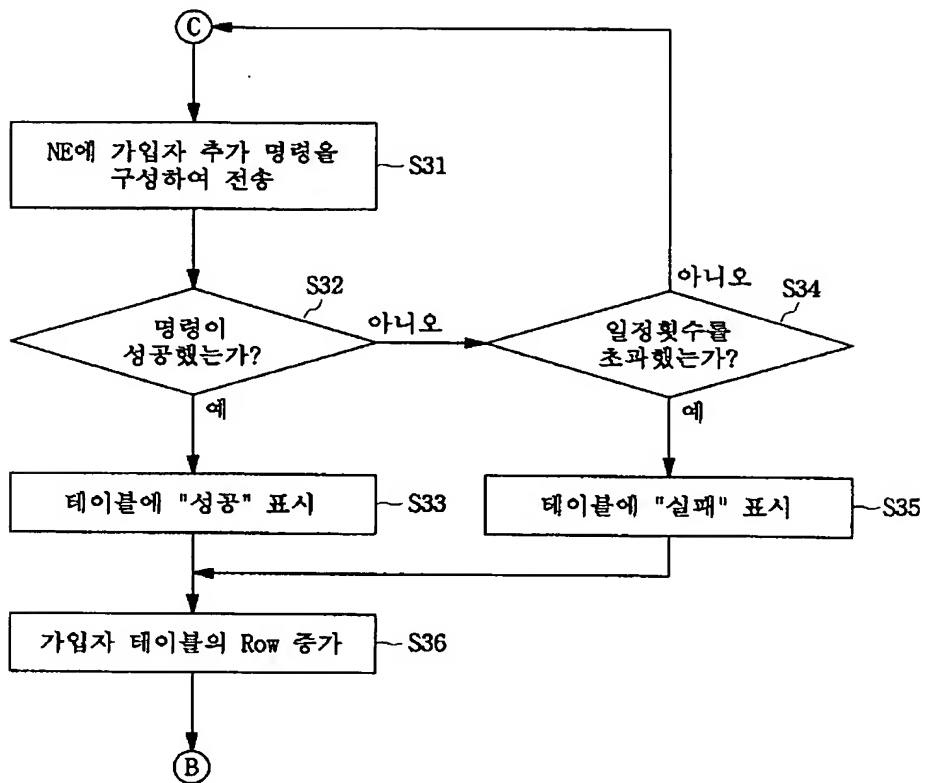 C
NE에 가입자 추가 명령을
구성하여 전송
S31
S32
명령이
성공했는가?
아니오
예
아니오
S34
일정횟수를
초과했는가?
예
테이블에 "성공" 표시
S33
테이블에 "실패" 표시
S35
가입자 테이블의 Row 증가
S36
B